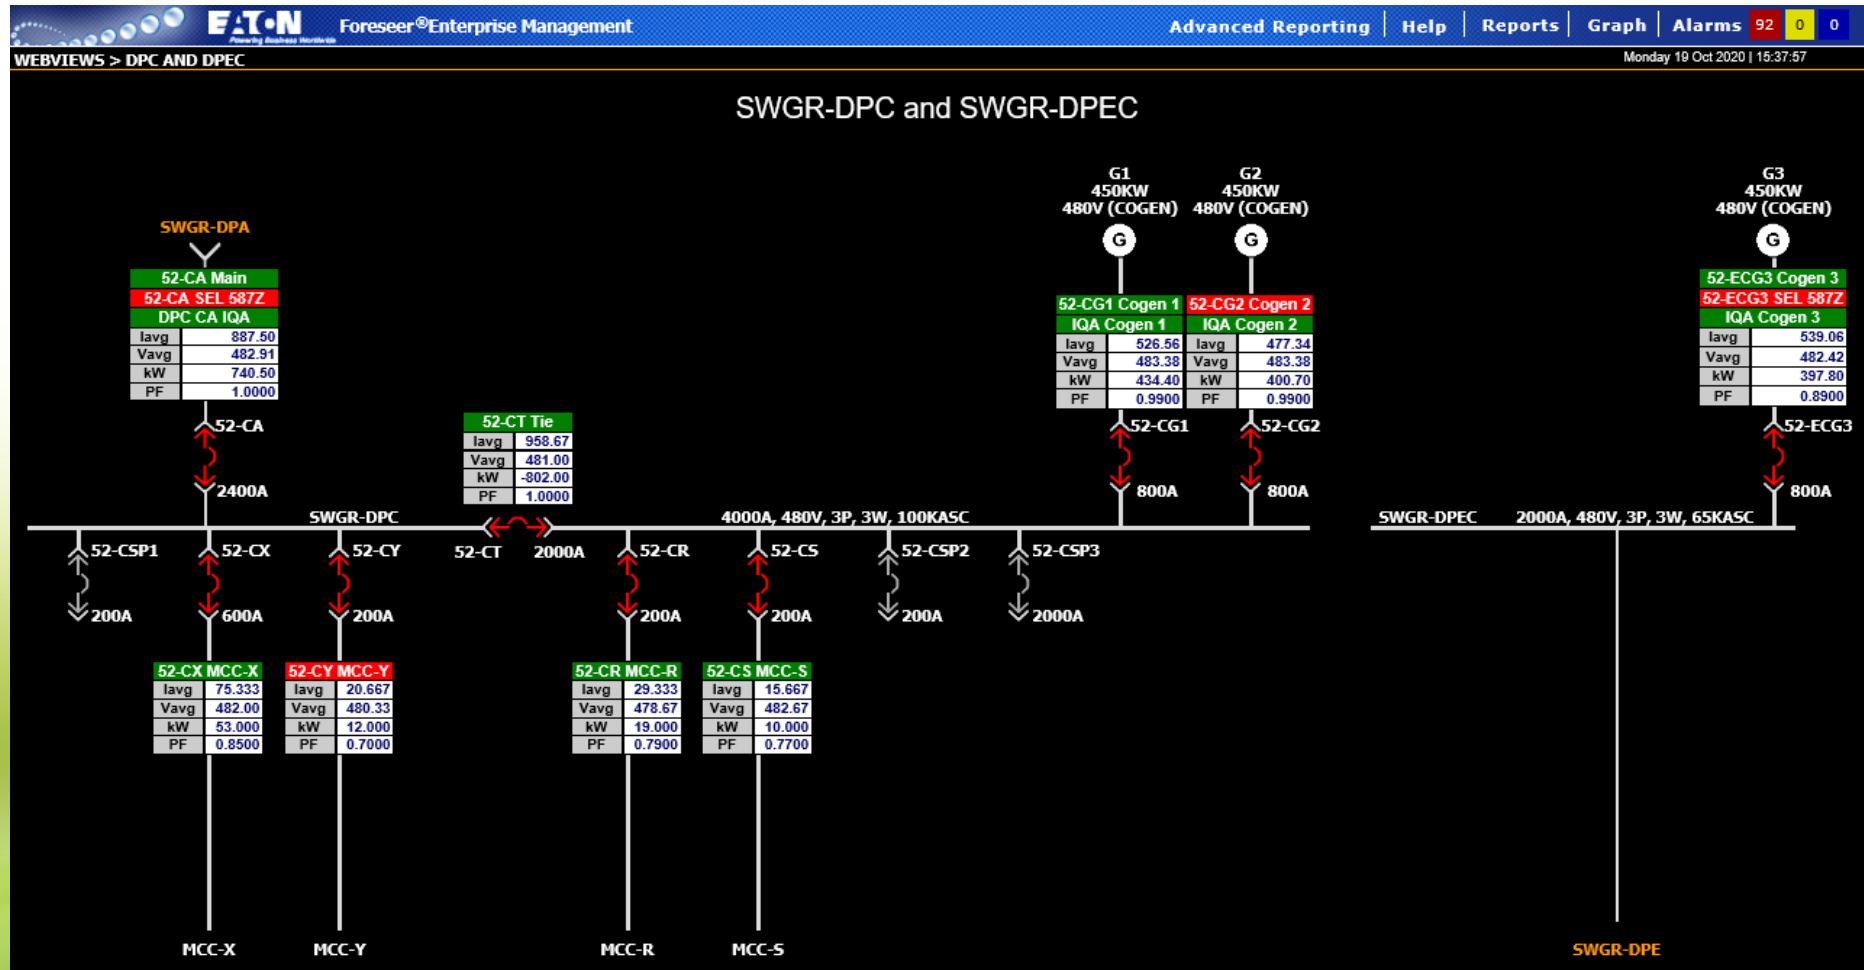 EATON
Powering Business Worldwide
Foreseer®Enterprise Management
Advanced Reporting | Help | Reports | Graph | Alarms 92 0 0
WEBVIEWS > DPC AND DPEC
Monday 19 Oct 2020 | 15:37:57
SWGR-DPC and SWGR-DPEC
G1
450KW
480V (COGEN)
G
G2
450KW
480V (COGEN)
G
G3
450KW
480V (COGEN)
G
SWGR-DPA
52-CA Main
52-CA SEL 587Z
DPC CA IQA
Iavg 887.50
Vavg 482.91
kW 740.50
PF 1.0000
52-CA
2400A
52-CT Tie
Iavg 958.67
Vavg 481.00
kW -802.00
PF 1.0000
52-CG1 Cogen 1
IQA Cogen 1
Iavg 526.56
Vavg 483.38
kW 434.40
PF 0.9900
52-CG1
800A
52-CG2 Cogen 2
IQA Cogen 2
Iavg 477.34
Vavg 483.38
kW 400.70
PF 0.9900
52-CG2
800A
52-ECG3 Cogen 3
52-ECG3 SEL 587Z
IQA Cogen 3
Iavg 539.06
Vavg 482.42
kW 397.80
PF 0.8900
52-ECG3
800A
SWGR-DPC
4000A, 480V, 3P, 3W, 100KASC
SWGR-DPEC
2000A, 480V, 3P, 3W, 65KASC
52-CSP1
200A
52-CX
600A
52-CY
200A
52-CT
2000A
52-CR
200A
52-CS
200A
52-CSP2
200A
52-CSP3
2000A
52-CX MCC-X
Iavg 75.333
Vavg 482.00
kW 53.000
PF 0.8500
52-CY MCC-Y
Iavg 20.667
Vavg 480.33
kW 12.000
PF 0.7000
52-CR MCC-R
Iavg 29.333
Vavg 478.67
kW 19.000
PF 0.7900
52-CS MCC-S
Iavg 15.667
Vavg 482.67
kW 10.000
PF 0.7700
MCC-X
MCC-Y
MCC-R
MCC-S
SWGR-DPE